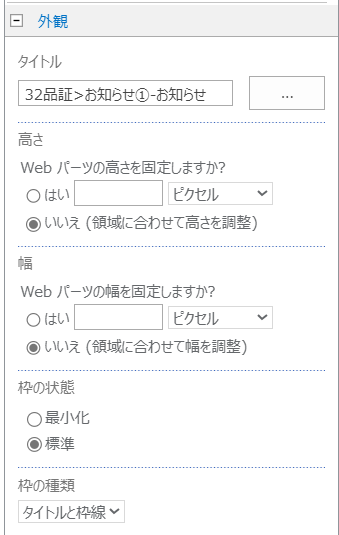 外観
タイトル
32品証>お知らせ①-お知らせ
...
高さ
Web パーツの高さを固定しますか?
はい ピクセル
いいえ (領域に合わせて高さを調整)
幅
Web パーツの幅を固定しますか?
はい ピクセル
いいえ (領域に合わせて幅を調整)
枠の状態
最小化
標準
枠の種類
タイトルと枠線